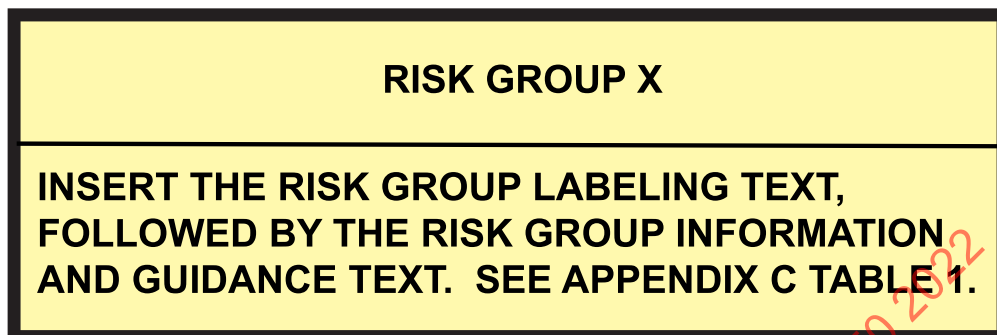 RISK GROUP X
INSERT THE RISK GROUP LABELING TEXT,
FOLLOWED BY THE RISK GROUP INFORMATION
AND GUIDANCE TEXT. SEE APPENDIX C TABLE 1.
2022